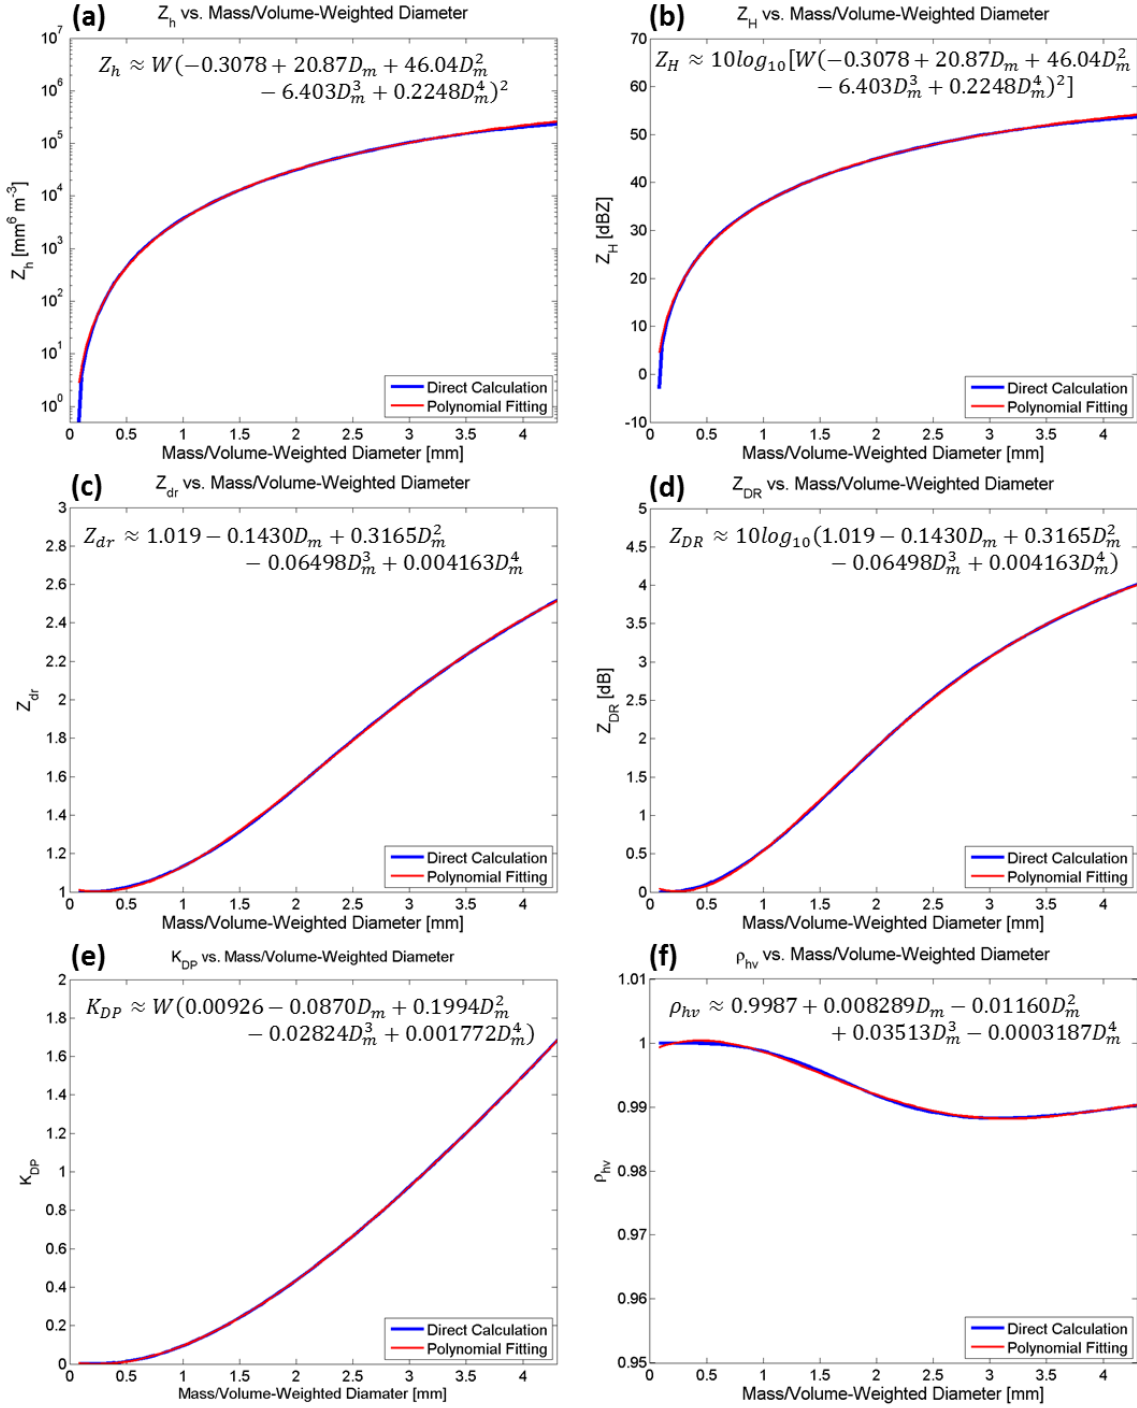 (a)
Z_h vs. Mass/Volume-Weighted Diameter
Z_h ≈ W(−0.3078 + 20.87D_m + 46.04D_m^2
− 6.403D_m^3 + 0.2248D_m^4)^2
10^7
10^6
10^5
10^4
10^3
10^2
10^1
10^0
Z_h [mm^6 m^-3]
Direct Calculation
Polynomial Fitting
0 0.5 1 1.5 2 2.5 3 3.5 4
Mass/Volume-Weighted Diameter [mm]
(b)
Z_H vs. Mass/Volume-Weighted Diameter
Z_H ≈ 10log_10[W(−0.3078 + 20.87D_m + 46.04D_m^2
− 6.403D_m^3 + 0.2248D_m^4)^2]
70
60
50
40
30
20
10
0
-10
Z_H [dBZ]
Direct Calculation
Polynomial Fitting
0 0.5 1 1.5 2 2.5 3 3.5 4
Mass/Volume-Weighted Diameter [mm]
(c)
Z_dr vs. Mass/Volume-Weighted Diameter
Z_dr ≈ 1.019 − 0.1430D_m + 0.3165D_m^2
− 0.06498D_m^3 + 0.004163D_m^4
3
2.8
2.6
2.4
2.2
2
1.8
1.6
1.4
1.2
1
Z_dr
Direct Calculation
Polynomial Fitting
0 0.5 1 1.5 2 2.5 3 3.5 4
Mass/Volume-Weighted Diameter [mm]
(d)
Z_DR vs. Mass/Volume-Weighted Diameter
Z_DR ≈ 10log_10(1.019 − 0.1430D_m + 0.3165D_m^2
− 0.06498D_m^3 + 0.004163D_m^4)
5
4.5
4
3.5
3
2.5
2
1.5
1
0.5
0
Z_DR [dB]
Direct Calculation
Polynomial Fitting
0 0.5 1 1.5 2 2.5 3 3.5 4
Mass/Volume-Weighted Diameter [mm]
(e)
K_DP vs. Mass/Volume-Weighted Diameter
K_DP ≈ W(0.00926 − 0.0870D_m + 0.1994D_m^2
− 0.02824D_m^3 + 0.001772D_m^4)
2
1.8
1.6
1.4
1.2
1
0.8
0.6
0.4
0.2
0
K_DP
Direct Calculation
Polynomial Fitting
0 0.5 1 1.5 2 2.5 3 3.5 4
Mass/Volume-Weighted Diamater [mm]
(f)
ρ_hv vs. Mass/Volume-Weighted Diameter
ρ_hv ≈ 0.9987 + 0.008289D_m − 0.01160D_m^2
+ 0.03513D_m^3 − 0.0003187D_m^4
1.01
1
0.99
0.98
0.97
0.96
0.95
ρ_hv
Direct Calculation
Polynomial Fitting
0 0.5 1 1.5 2 2.5 3 3.5 4
Mass/Volume-Weighted Diameter [mm]